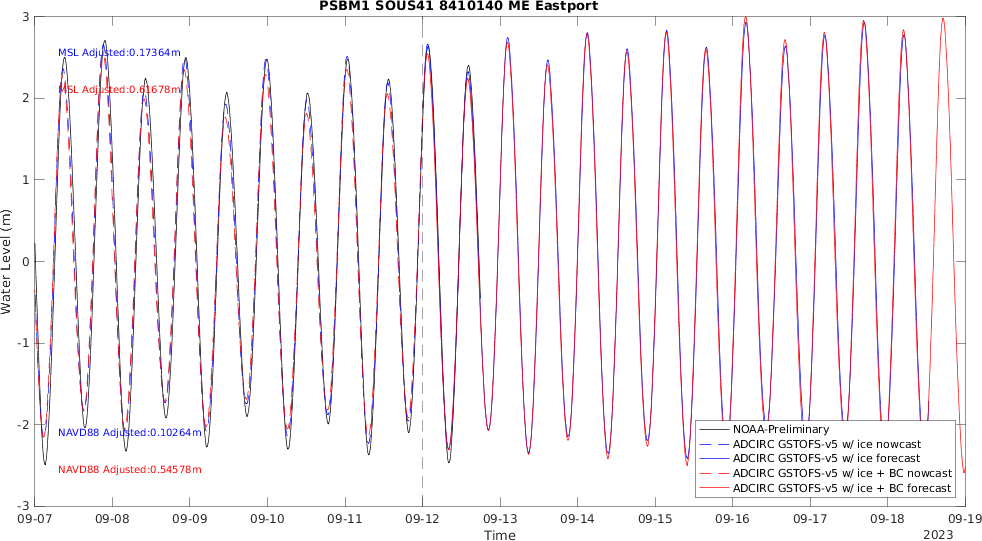 PSBM1 SOUS41 8410140 ME Eastport
3
2
1
0
-1
-2
-3
Water Level (m)
MSL Adjusted:0.17364m
MSL Adjusted:0.61678m
NAVD88 Adjusted:0.10264m
NAVD88 Adjusted:0.54578m
NOAA-Preliminary
ADCIRC GSTOFS-v5 w/ ice nowcast
ADCIRC GSTOFS-v5 w/ ice forecast
ADCIRC GSTOFS-v5 w/ ice + BC nowcast
ADCIRC GSTOFS-v5 w/ ice + BC forecast
09-07 09-08 09-09 09-10 09-11 09-12 09-13 09-14 09-15 09-16 09-17 09-18 09-19
Time
2023